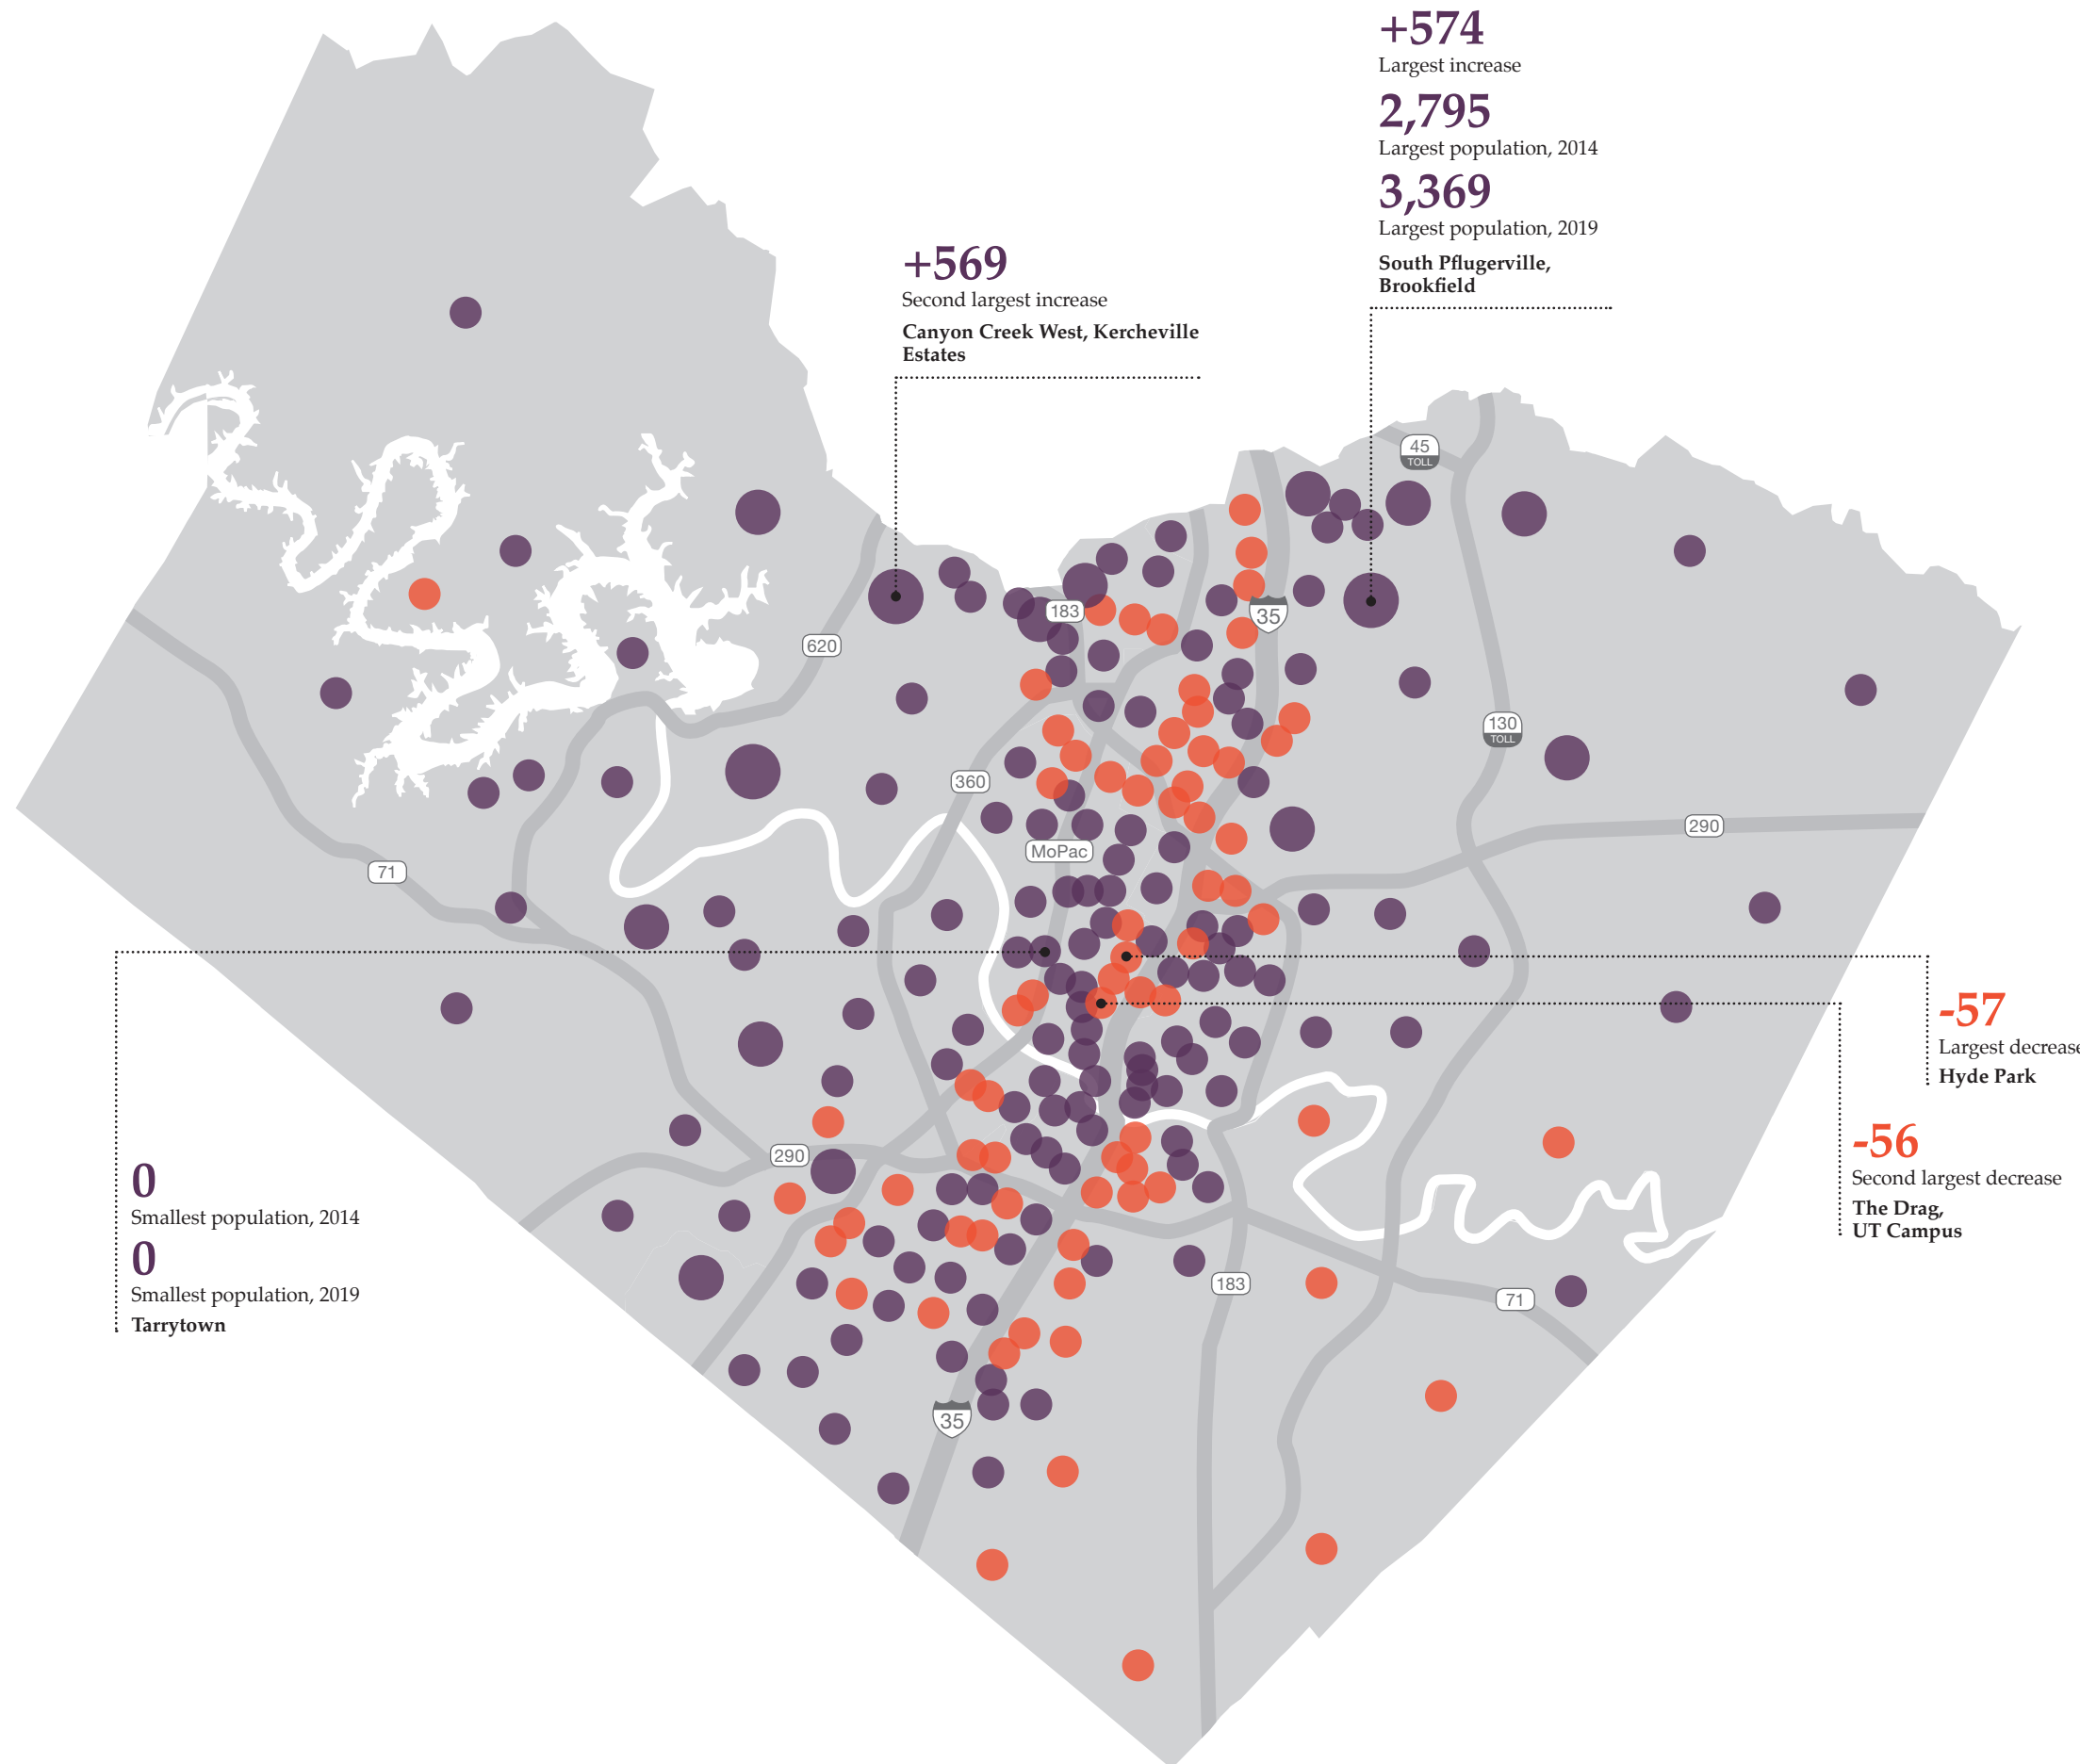 +574
Largest increase
2,795
Largest population, 2014
3,369
Largest population, 2019
South Pflugerville,
Brookfield
+569
Second largest increase
Canyon Creek West, Kercheville
Estates
45
TOLL
183
35
620
130
TOLL
360
290
MoPac
71
-57
Largest decrease
Hyde Park
-56
Second largest decrease
The Drag,
UT Campus
290
0
Smallest population, 2014
0
Smallest population, 2019
Tarrytown
183
71
35